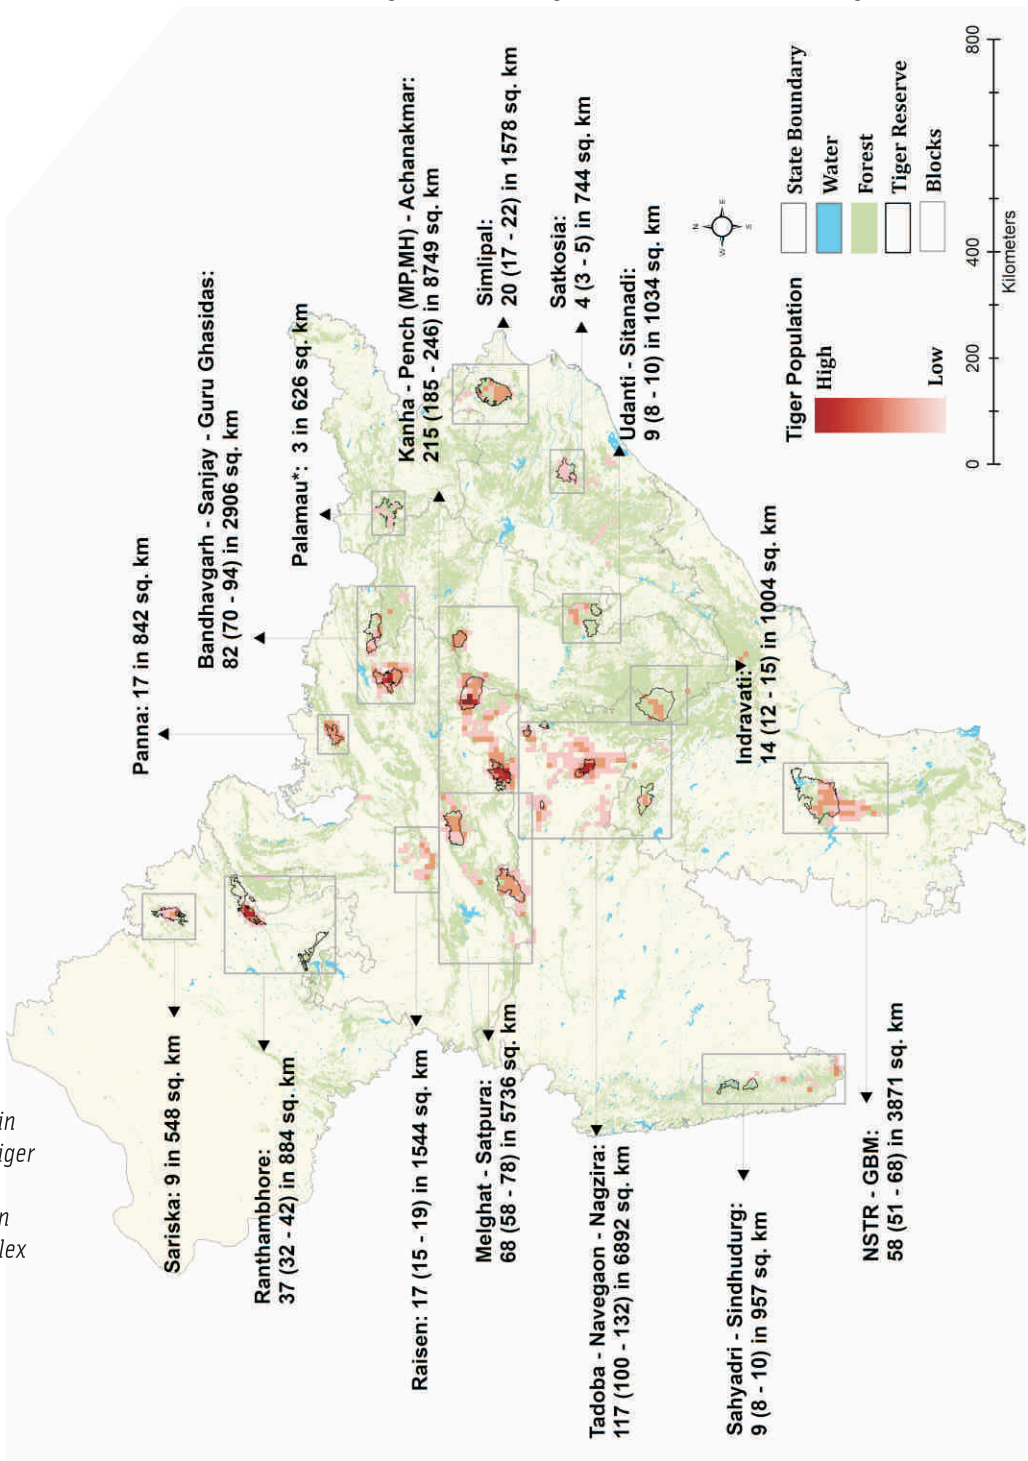 in
iger
n
lex
Sariska: 9 in 548 sq. km
Ranthambhore:
37 (32 - 42) in 884 sq. km
Raisen: 17 (15 - 19) in 1544 sq. km
Melghat - Satpura:
68 (58 - 78) in 5736 sq. km
Tadoba - Navegaon - Nagzira:
117 (100 - 132) in 6892 sq. km
Sahyadri - Sindhudurg:
9 (8 - 10) in 957 sq. km
NSTR - GBM:
58 (51 - 68) in 3871 sq. km
Panna: 17 in 842 sq. km
Bandhavgarh - Sanjay - Guru Ghasidas:
82 (70 - 94) in 2906 sq. km
Palamau*: 3 in 626 sq. km
Kanha - Pench (MP,MH) - Achanakmar:
215 (185 - 246) in 8749 sq. km
Simlipal:
20 (17 - 22) in 1578 sq. km
Satkosia:
4 (3 - 5) in 744 sq. km
Udanti - Sitanadi:
9 (8 - 10) in 1034 sq. km
Indravati:
14 (12 - 15) in 1004 sq. km
N
E
S
W
Tiger Population
High
Low
State Boundary
Water
Forest
Tiger Reserve
Blocks
0 200 400 800
Kilometers